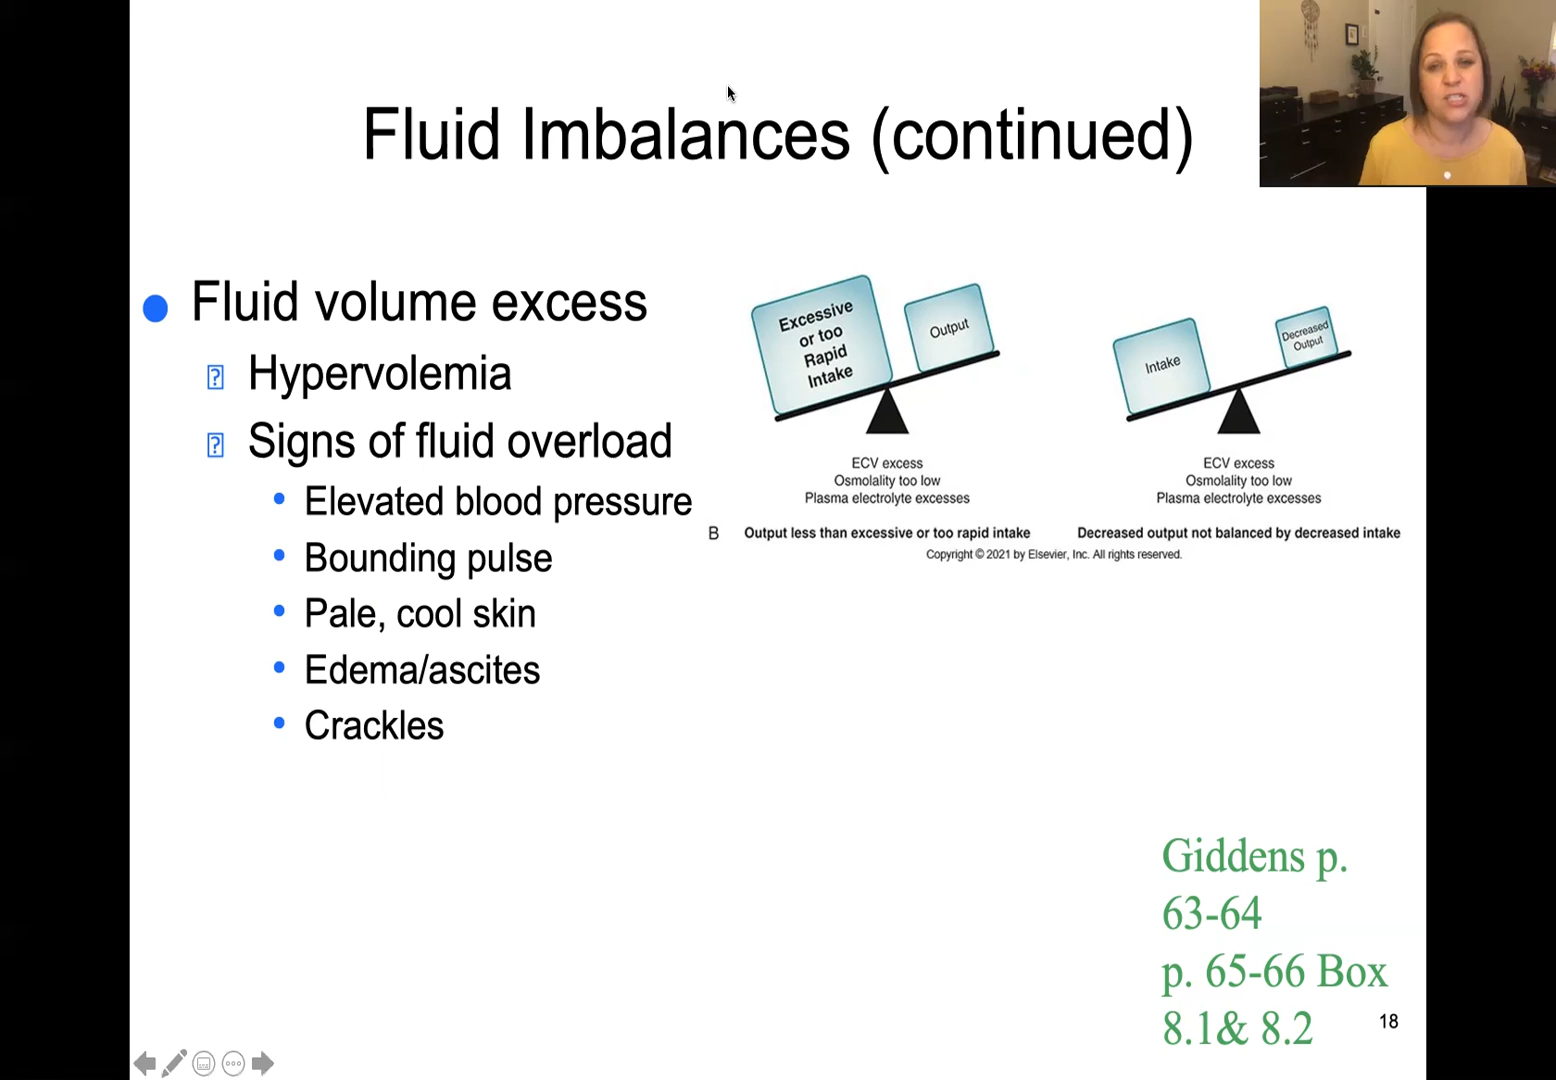 Fluid Imbalances (continued)
Fluid volume excess
Hypervolemia
Signs of fluid overload
Elevated blood pressure
Bounding pulse
Pale, cool skin
Edema/ascites
Crackles
Excessive
or too
Rapid
Intake
Output
ECV excess
Osmolality too low
Plasma electrolyte excesses
B Output less than excessive or too rapid intake
Intake
Decreased
Output
ECV excess
Osmolality too low
Plasma electrolyte excesses
Decreased output not balanced by decreased intake
Copyright © 2021 by Elsevier, Inc. All rights reserved.
Giddens p.
63-64
p. 65-66 Box
8.1& 8.2
18